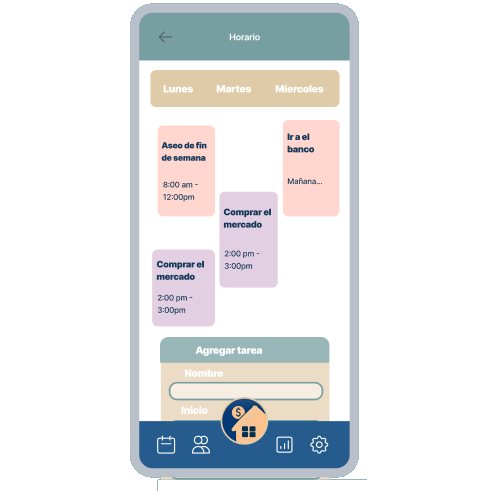 Horario
Lunes Martes Miercoles
Aseo de fin
de semana
8:00 am -
12:00pm
Ir a el
banco
Mañana...
Comprar el
mercado
2:00 pm -
3:00pm
Comprar el
mercado
2:00 pm -
3:00pm
Agregar tarea
Nombre
Inicio
$